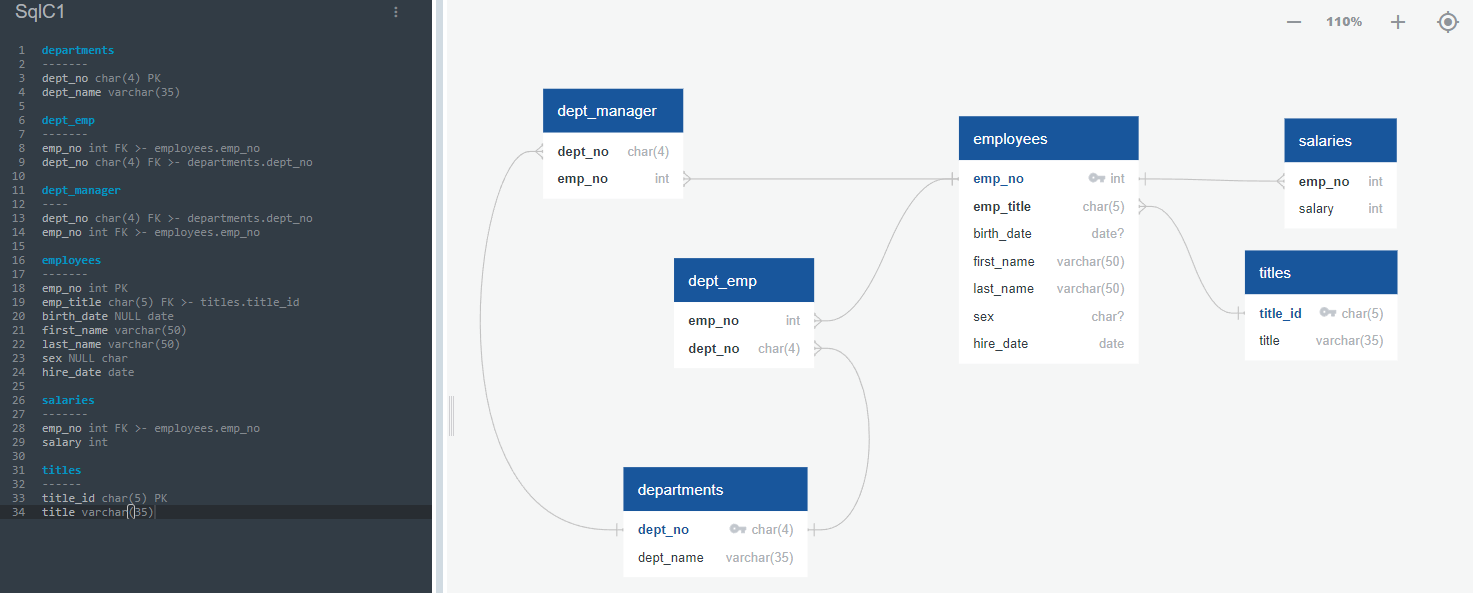 SqlC1
1 departments
2 -------
3 dept_no char(4) PK
4 dept_name varchar(35)
5
6 dept_emp
7 -------
8 emp_no int FK >- employees.emp_no
9 dept_no char(4) FK >- departments.dept_no
10
11 dept_manager
12 ----
13 dept_no char(4) FK >- departments.dept_no
14 emp_no int FK >- employees.emp_no
15
16 employees
17 -------
18 emp_no int PK
19 emp_title char(5) FK >- titles.title_id
20 birth_date NULL date
21 first_name varchar(50)
22 last_name varchar(50)
23 sex NULL char
24 hire_date date
25
26 salaries
27 -------
28 emp_no int FK >- employees.emp_no
29 salary int
30
31 titles
32 ------
33 title_id char(5) PK
34 title varchar(35)
110%
dept_manager
dept_no char(4)
emp_no int
employees
emp_no int
emp_title char(5)
birth_date date?
first_name varchar(50)
last_name varchar(50)
sex char?
hire_date date
salaries
emp_no int
salary int
titles
title_id char(5)
title varchar(35)
dept_emp
emp_no int
dept_no char(4)
departments
dept_no char(4)
dept_name varchar(35)